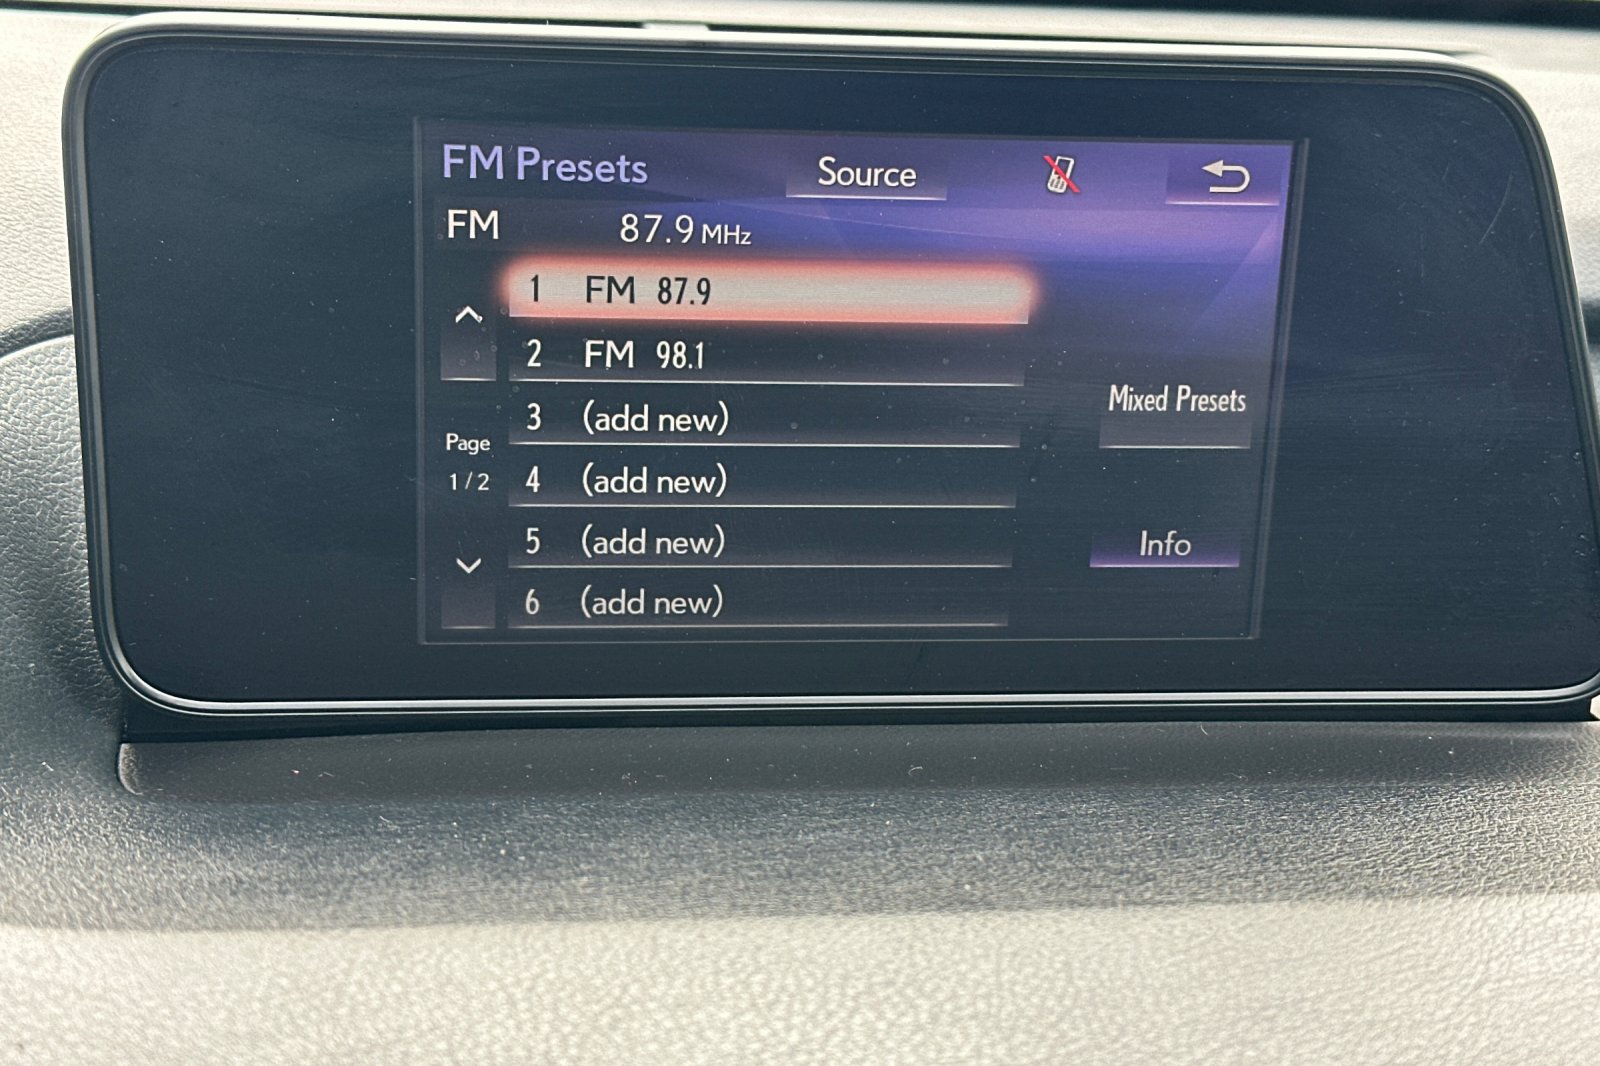 FM Presets Source
FM 87.9 MHz
1 FM 87.9
2 FM 98.1
Mixed Presets
3 (add new)
Page
1 / 2
4 (add new)
5 (add new)
Info
6 (add new)